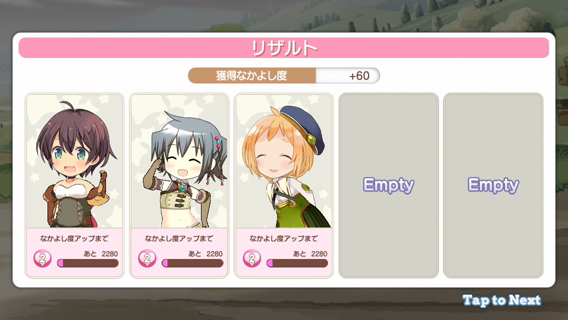 リザルト
獲得なかよし度 +60
なかよし度アップまで
あと 2280
2
なかよし度アップまで
あと 2280
2
なかよし度アップまで
あと 2280
2
Empty
Empty
Tap to Next